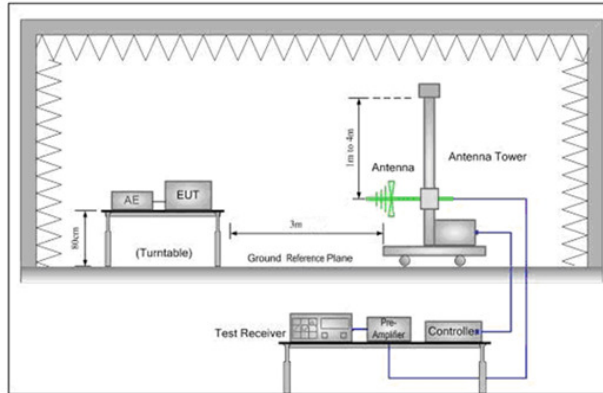 1m to 4m
Antenna
Antenna Tower
AE
EUT
80cm
(Turntable)
3m
Ground Reference Plane
Test Receiver
Pre-
Amplifier
Controller